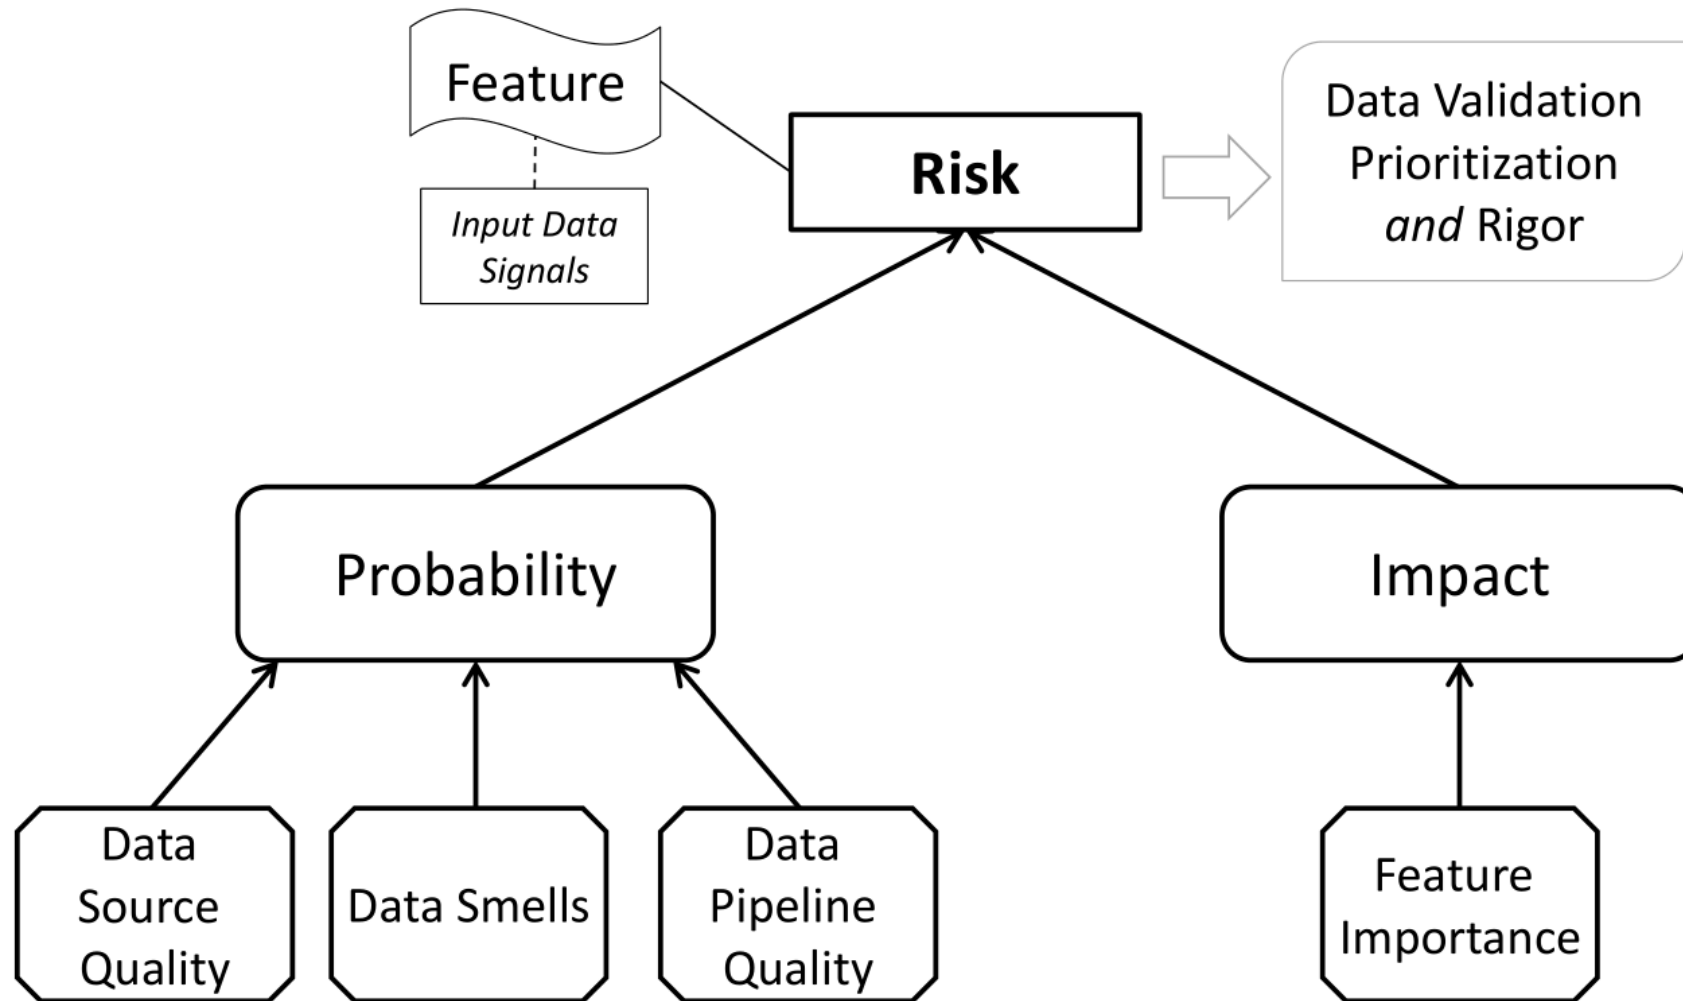 Feature
Input Data
Signals
Risk
Data Validation
Prioritization
and Rigor
Probability
Impact
Data
Source
Quality
Data Smells
Data
Pipeline
Quality
Feature
Importance